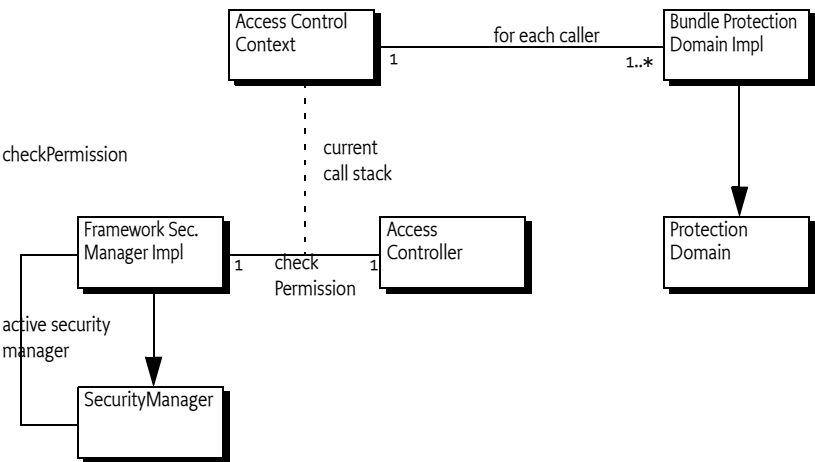 Access Control
Context
for each caller
1
1..*
Bundle Protection
Domain Impl
checkPermission
current
call stack
Framework Sec.
Manager Impl
1
check
Permission
1
Access
Controller
Protection
Domain
active security
manager
SecurityManager